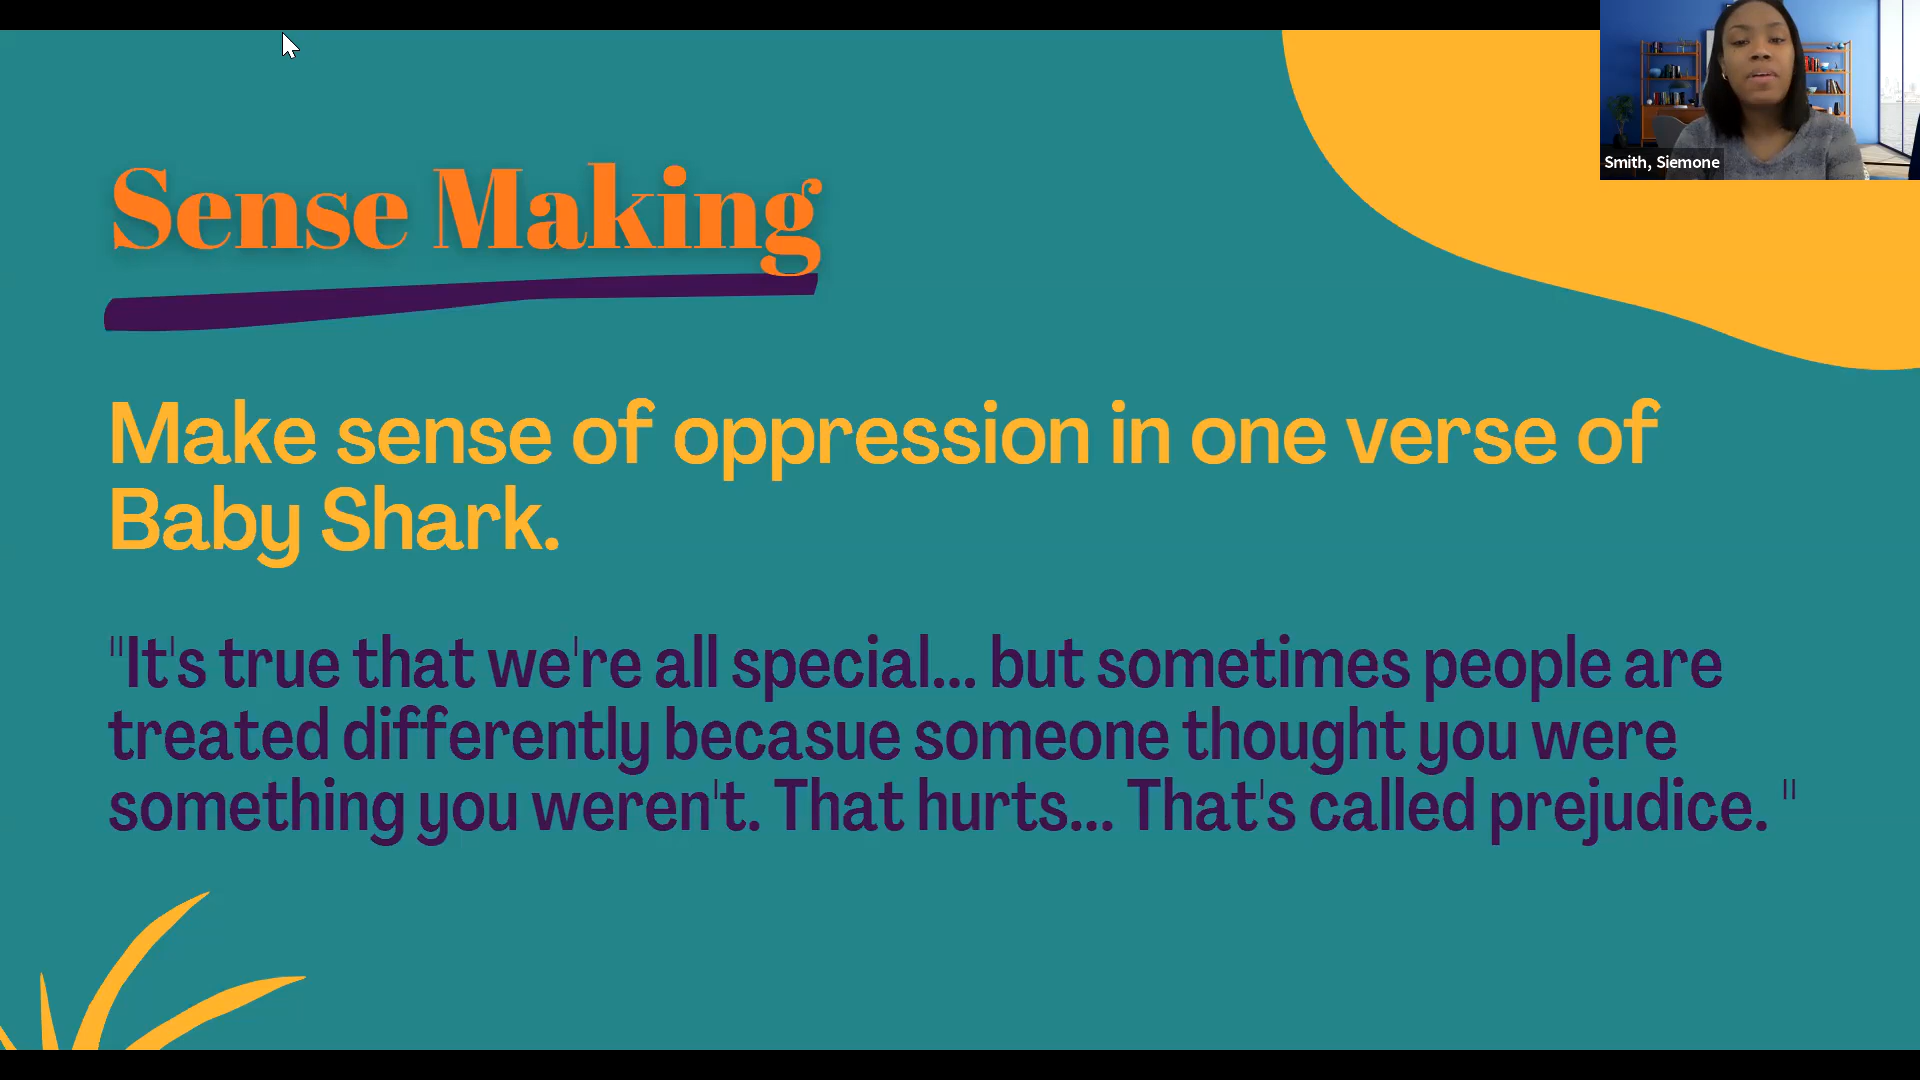 Smith, Siemone
Sense Making
Make sense of oppression in one verse of
Baby Shark.
"It's true that we're all special... but sometimes people are
treated differently becasue someone thought you were
something you weren't. That hurts... That's called prejudice. "